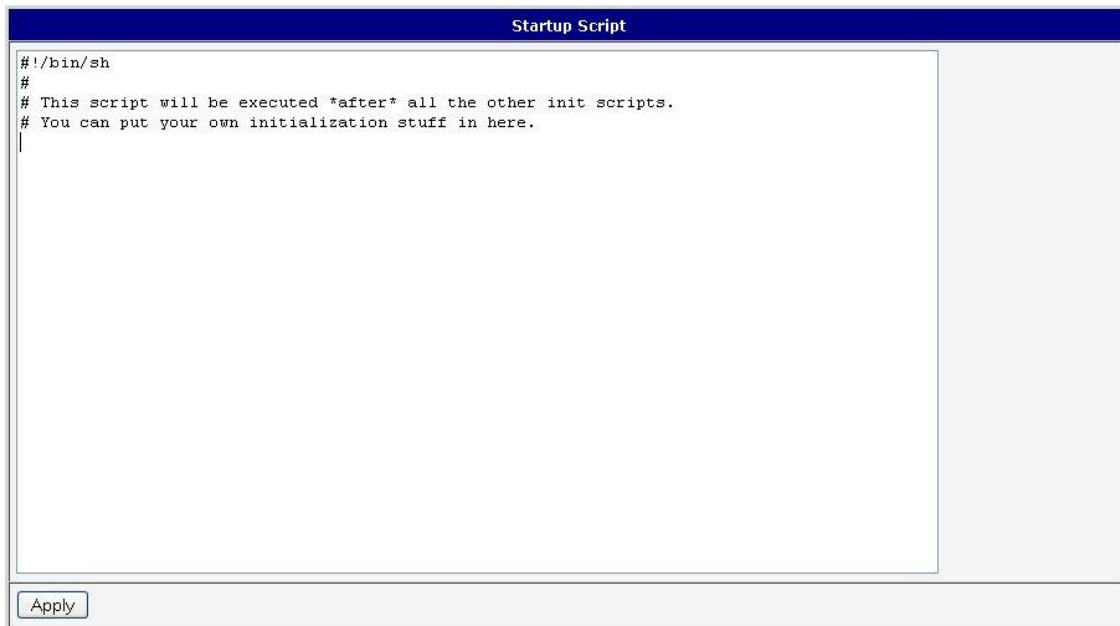 Startup Script
#!/bin/sh
#
# This script will be executed *after* all the other init scripts.
# You can put your own initialization stuff in here.
Apply